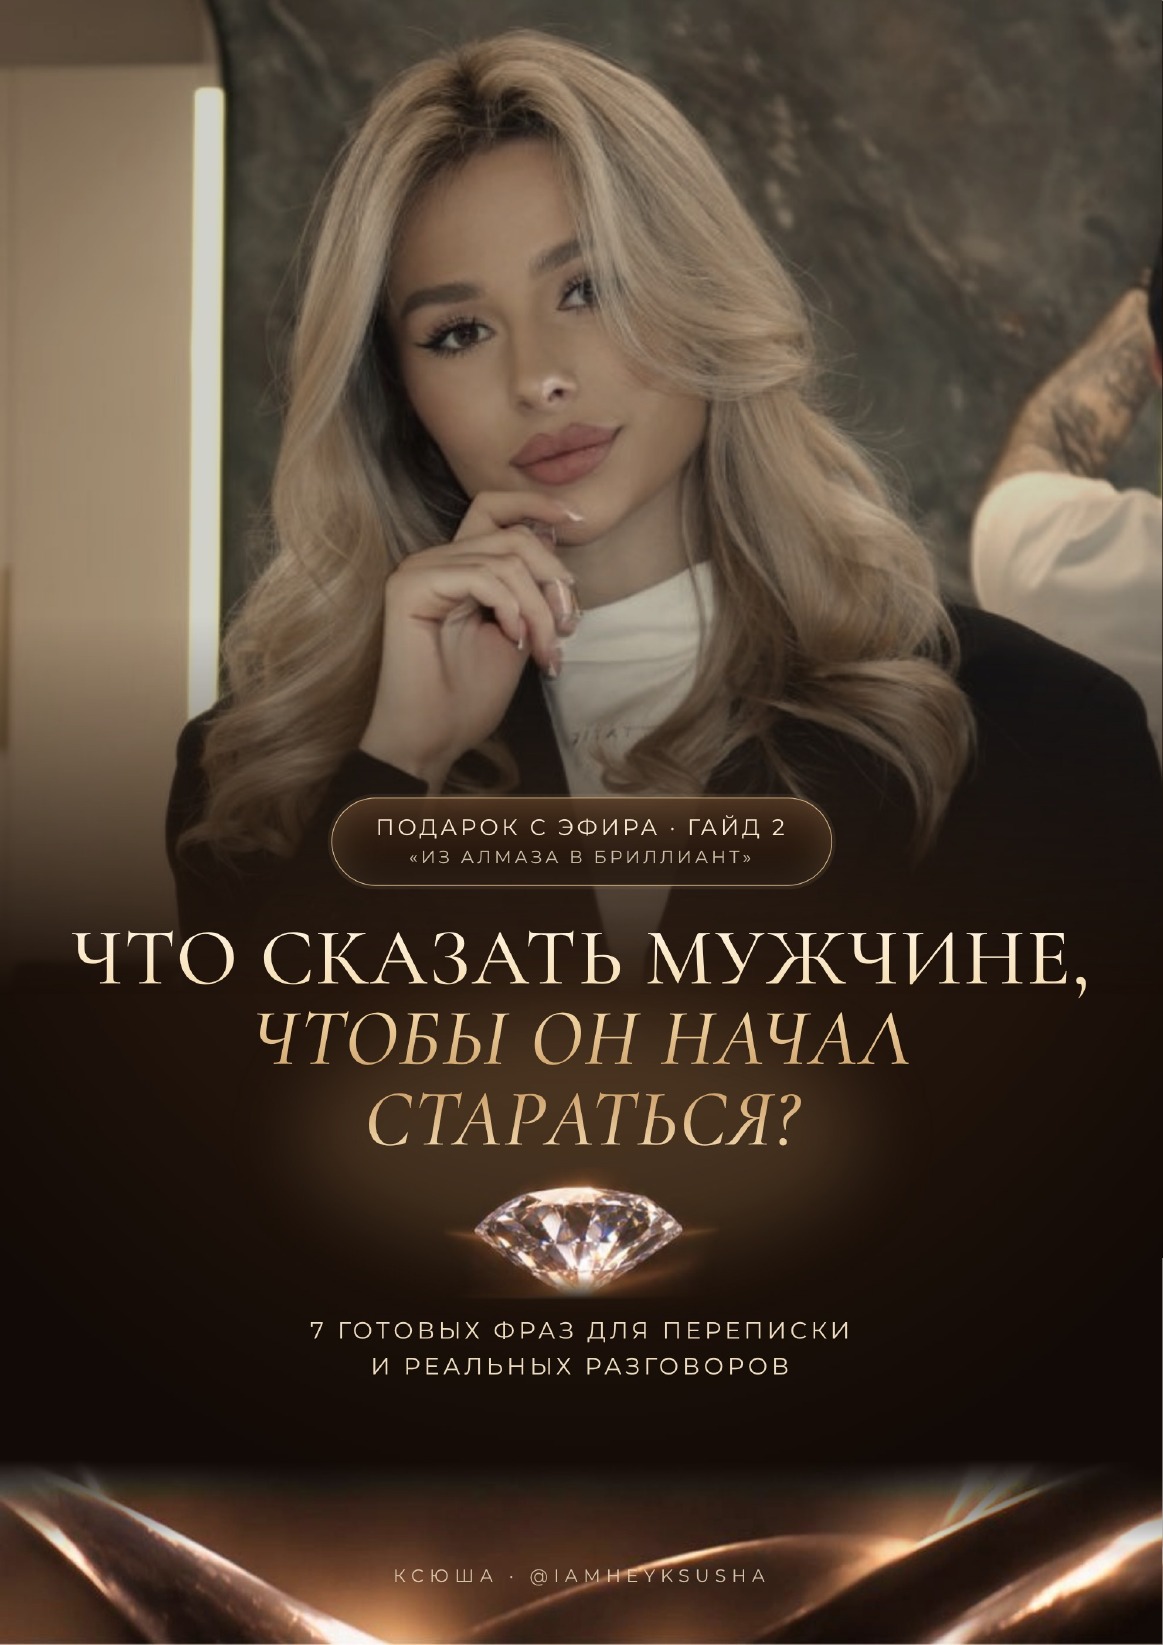 ПОДАРОК С ЭФИРА · ГАЙД 2
«ИЗ АЛМАЗА В БРИЛЛИАНТ»
ЧТО СКАЗАТЬ МУЖЧИНЕ,
ЧТОБЫ ОН НАЧАЛ
СТАРАТЬСЯ?
7 ГОТОВЫХ ФРАЗ ДЛЯ ПЕРЕПИСКИ
И РЕАЛЬНЫХ РАЗГОВОРОВ
КСЮША · @IAMHEYKSUSHA